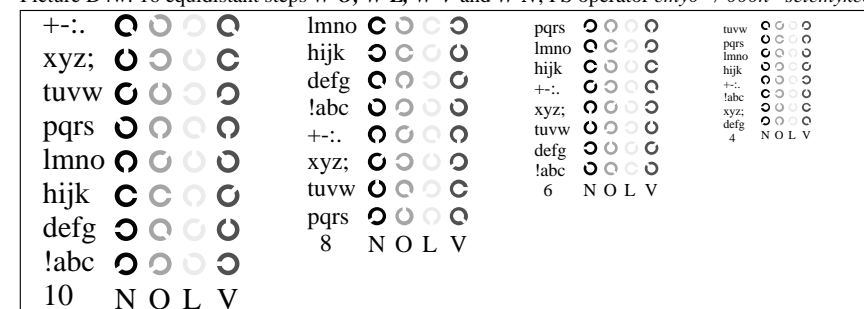 +-:.
xyz;
tuvw
pqrs
lmno
hijk
defg
!abc
10 N O L V
lmno
hijk
defg
!abc
+-:.
xyz;
tuvw
pqrs
8 N O L V
pqrs
lmno
hijk
+-:.
xyz;
tuvw
defg
!abc
6 N O L V
tuvw
pqrs
lmno
hijk
+-:.
!abc
xyz;
defg
4 N O L V